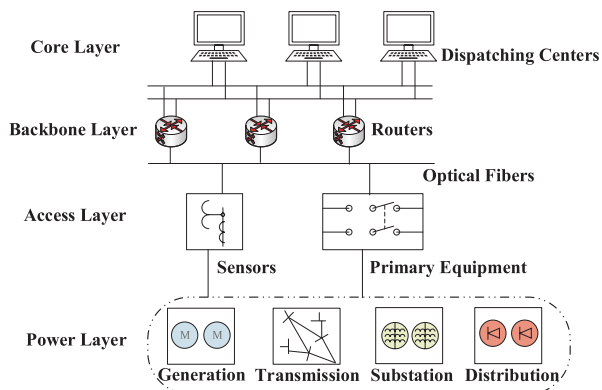 Core Layer
Dispatching Centers
Backbone Layer
Routers
Optical Fibers
Access Layer
Sensors
Primary Equipment
Power Layer
M M
Generation
Transmission
Substation
Distribution